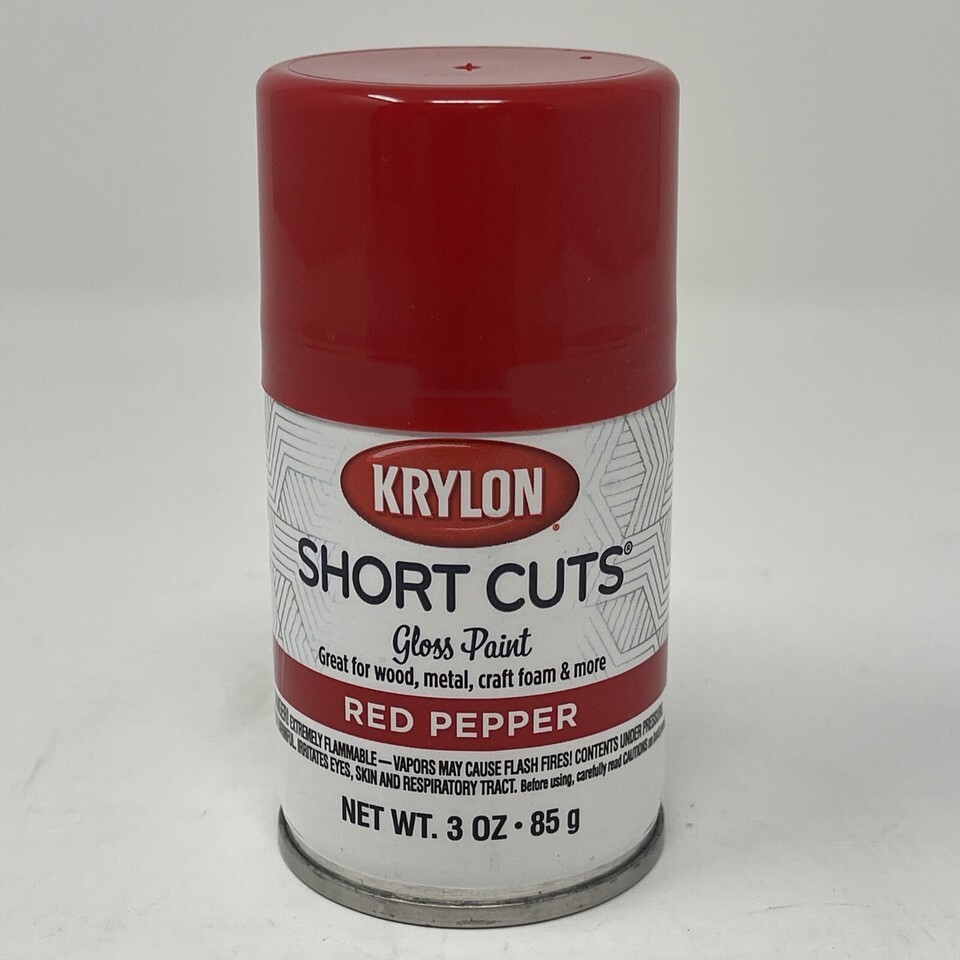 KRYLON®
SHORT CUTS®
Gloss Paint
Great for wood, metal, craft foam & more
RED PEPPER
EXTREMELY FLAMMABLE — VAPORS MAY CAUSE FLASH FIRES! CONTENTS UNDER
IRRITATES EYES, SKIN AND RESPIRATORY TRACT. Before using, carefully read CAUTIONS
NET WT. 3 OZ • 85 g